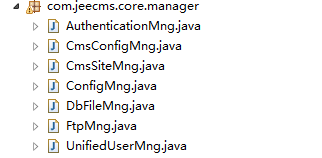 com.jeecms.core.manager
AuthenticationMng.java
CmsConfigMng.java
CmsSiteMng.java
ConfigMng.java
DbFileMng.java
FtpMng.java
UnifiedUserMng.java